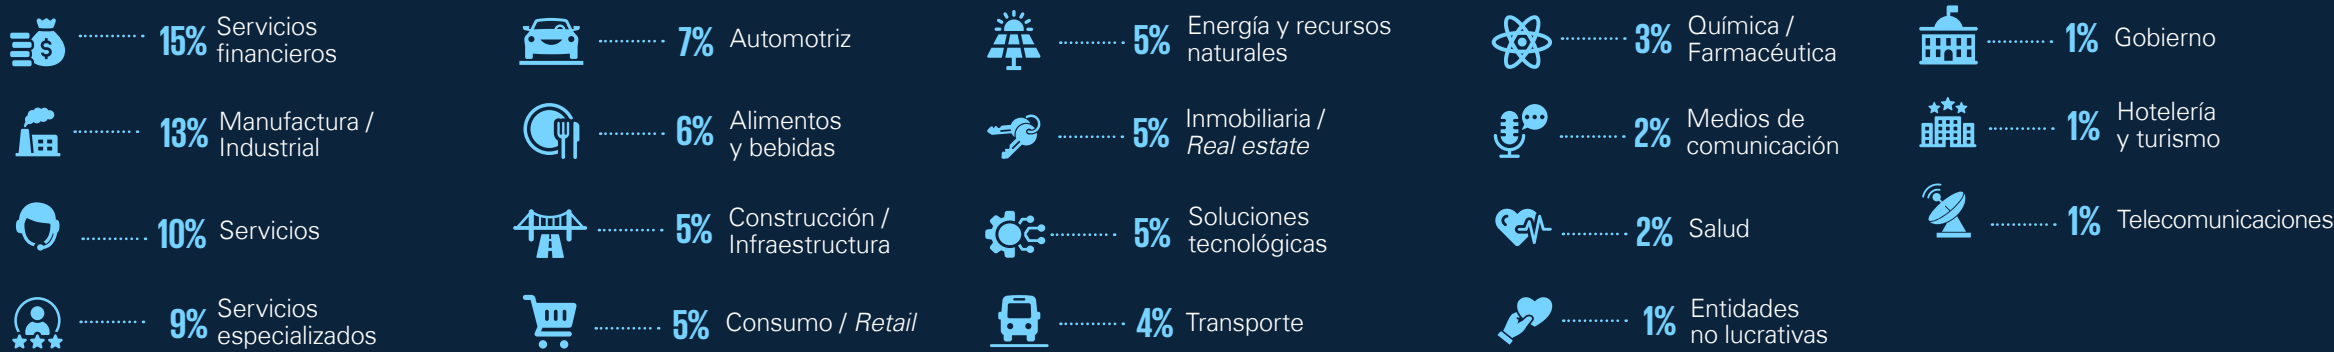 15% Servicios
financieros
13% Manufactura /
Industrial
10% Servicios
9% Servicios
especializados
7% Automotriz
6% Alimentos
y bebidas
5% Construcción /
Infraestructura
5% Consumo / Retail
5% Energía y recursos
naturales
5% Inmobiliaria /
Real estate
5% Soluciones
tecnológicas
4% Transporte
3% Química /
Farmacéutica
2% Medios de
comunicación
2% Salud
1% Entidades
no lucrativas
1% Gobierno
1% Hotelería
y turismo
1% Telecomunicaciones